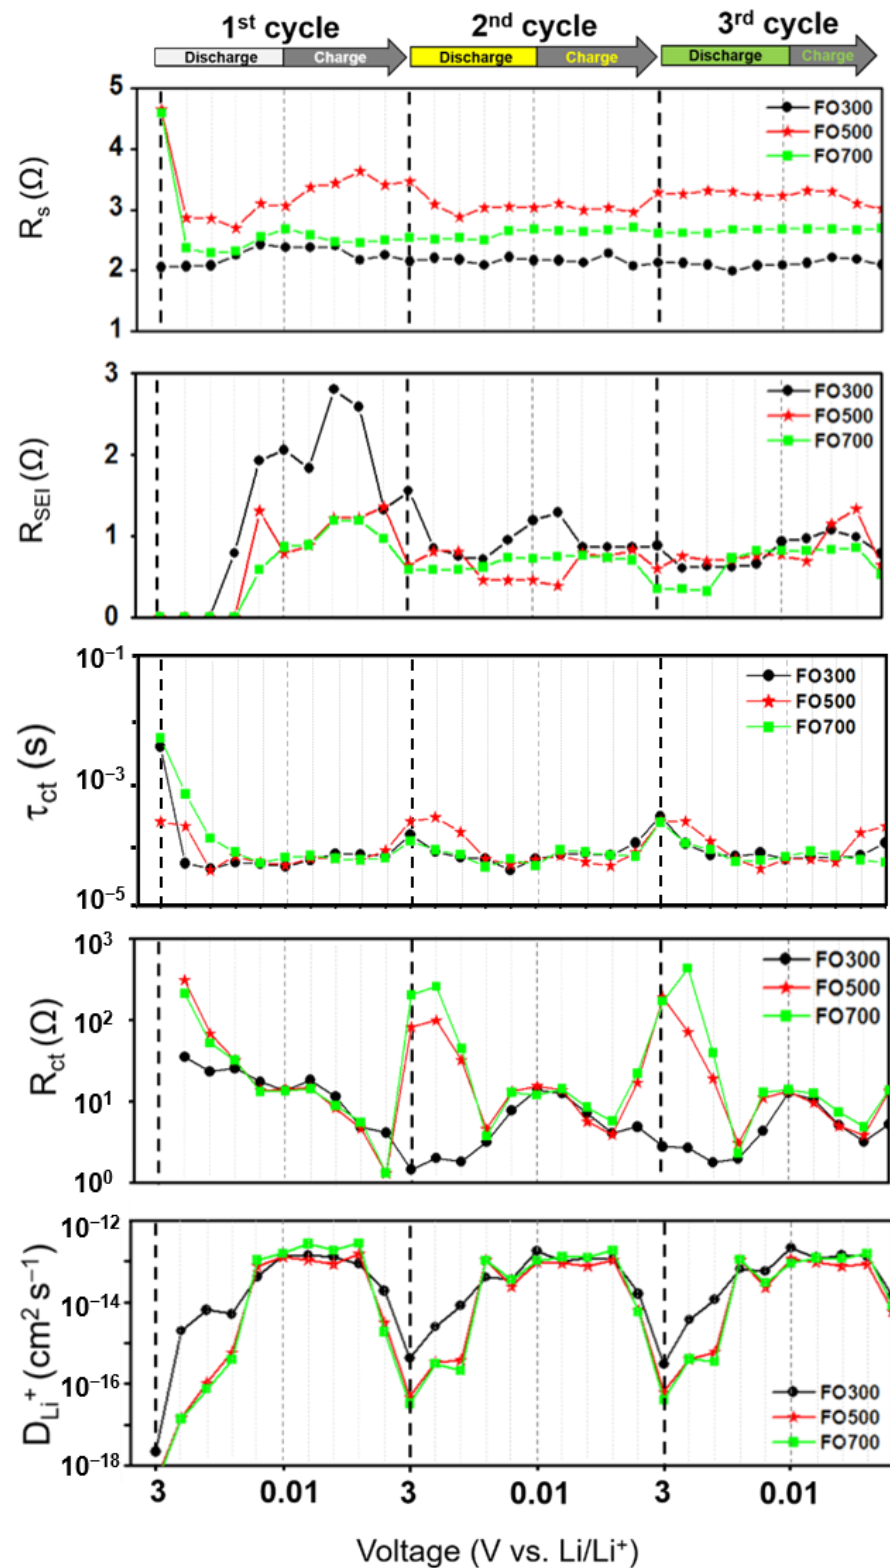 1st cycle 2nd cycle 3rd cycle
Discharge Charge Discharge Charge Discharge Charge
Rs (Ω)
5
4
3
2
1
FO300
FO500
FO700
RSEI (Ω)
3
2
1
0
FO300
FO500
FO700
τct (s)
10⁻¹
10⁻³
10⁻⁵
FO300
FO500
FO700
Rct (Ω)
10³
10²
10¹
10⁰
FO300
FO500
FO700
DLi⁺ (cm² s⁻¹)
10⁻¹²
10⁻¹⁴
10⁻¹⁶
10⁻¹⁸
FO300
FO500
FO700
3 0.01 3 0.01 3 0.01
Voltage (V vs. Li/Li⁺)